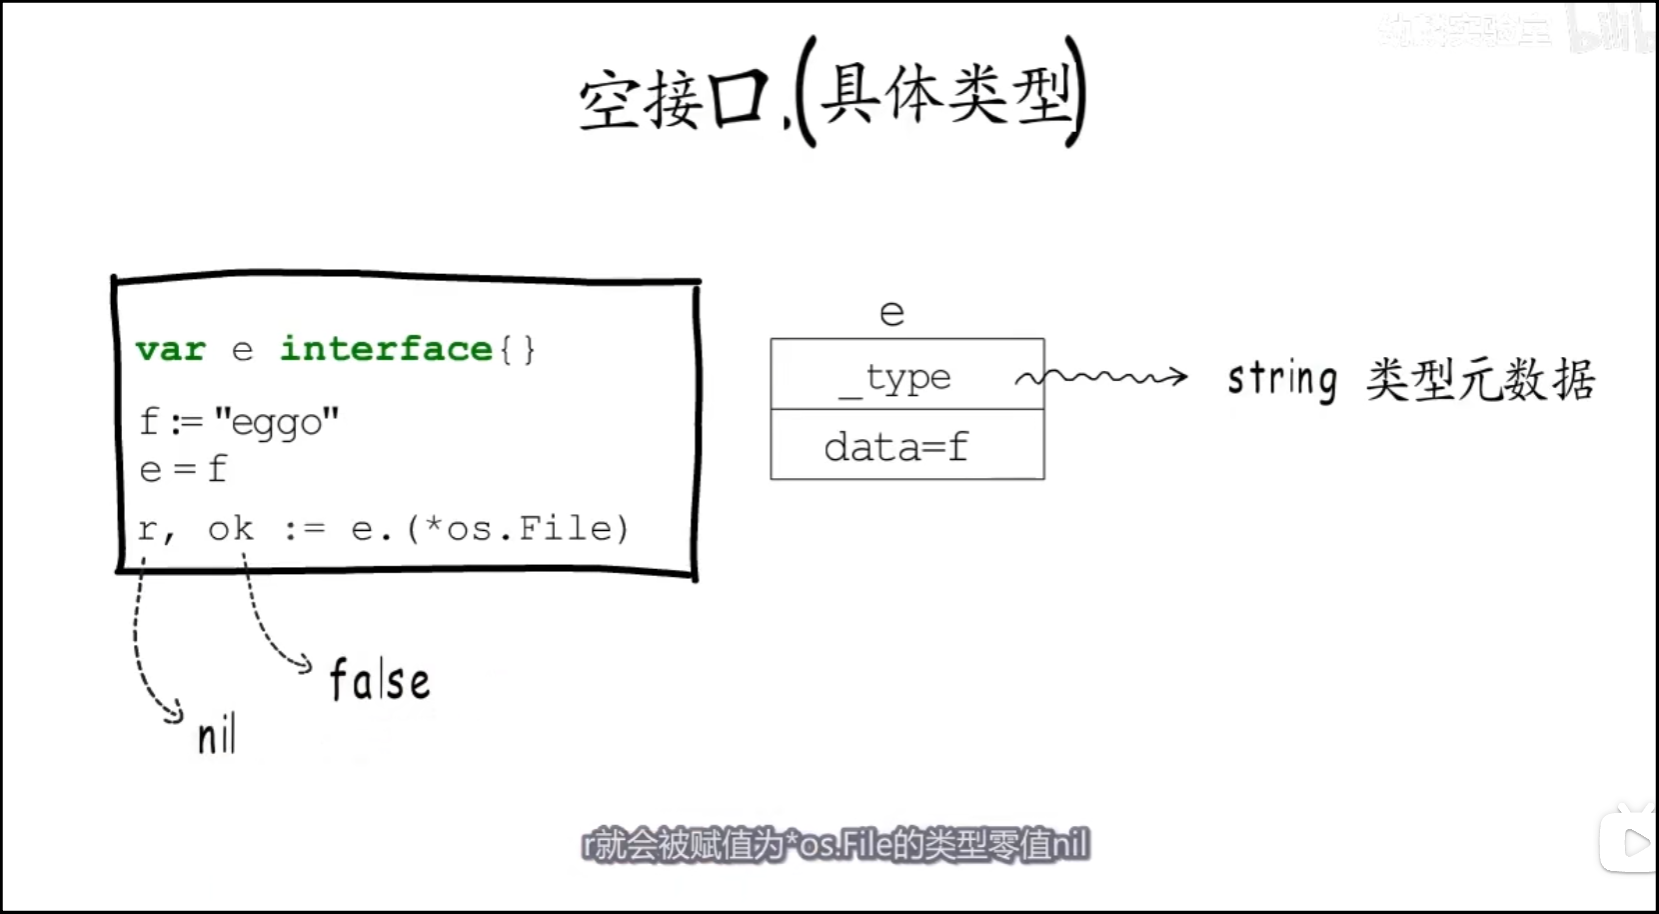 空接口.(具体类型)
var e interface{}
f := "eggo"
e = f
r, ok := e.(*os.File)
e
_type
data=f
string 类型元数据
false
nil
r就会被赋值为*os.File的类型零值nil